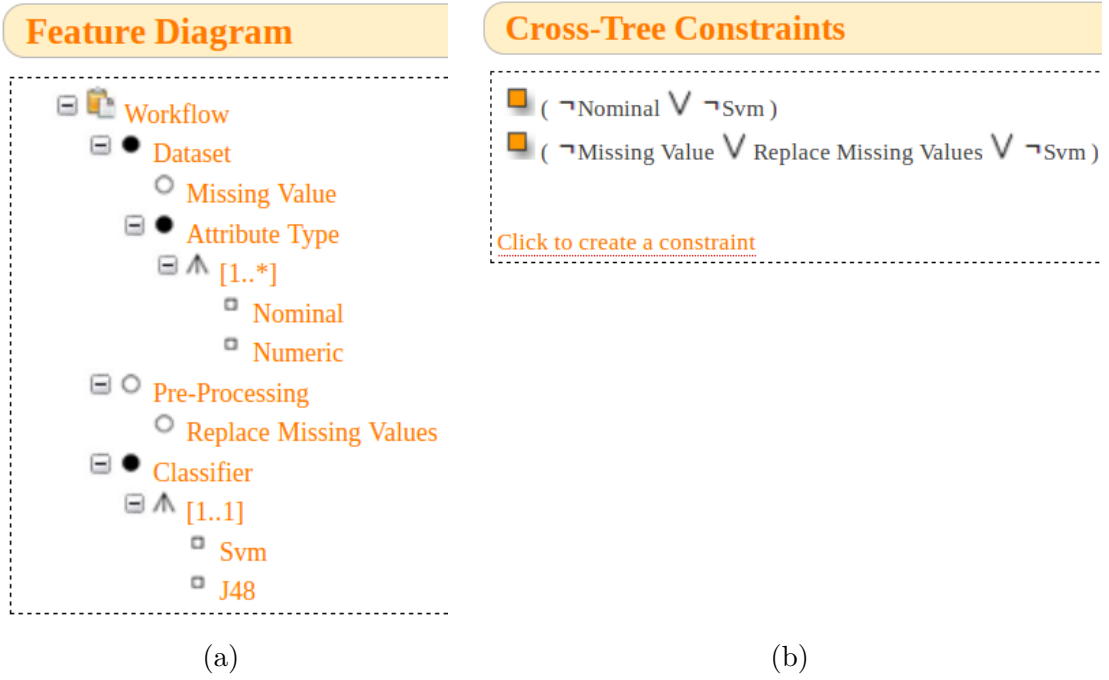 Feature Diagram
Workflow
Dataset
Missing Value
Attribute Type
[1..*]
Nominal
Numeric
Pre-Processing
Replace Missing Values
Classifier
[1..1]
Svm
J48
(a)
Cross-Tree Constraints
( ¬Nominal ⋁ ¬Svm )
( ¬Missing Value ⋁ Replace Missing Values ⋁ ¬Svm )
Click to create a constraint
(b)